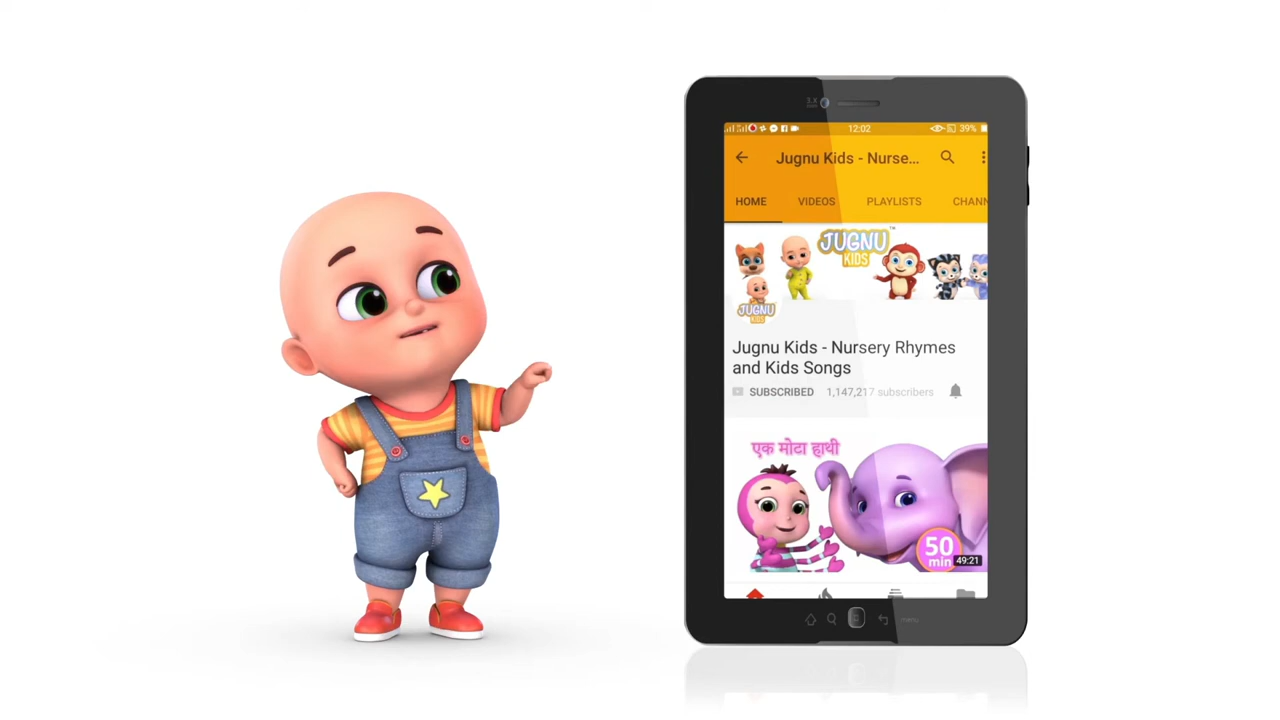 12:02
39%
Jugnu Kids - Nurse...
HOME VIDEOS PLAYLISTS CHANN
JUGNU
KIDS
JUGNU
KIDS
Jugnu Kids - Nursery Rhymes
and Kids Songs
SUBSCRIBED 1,147,217 subscribers
एक मोटा हाथी
50
min
49:21
menu